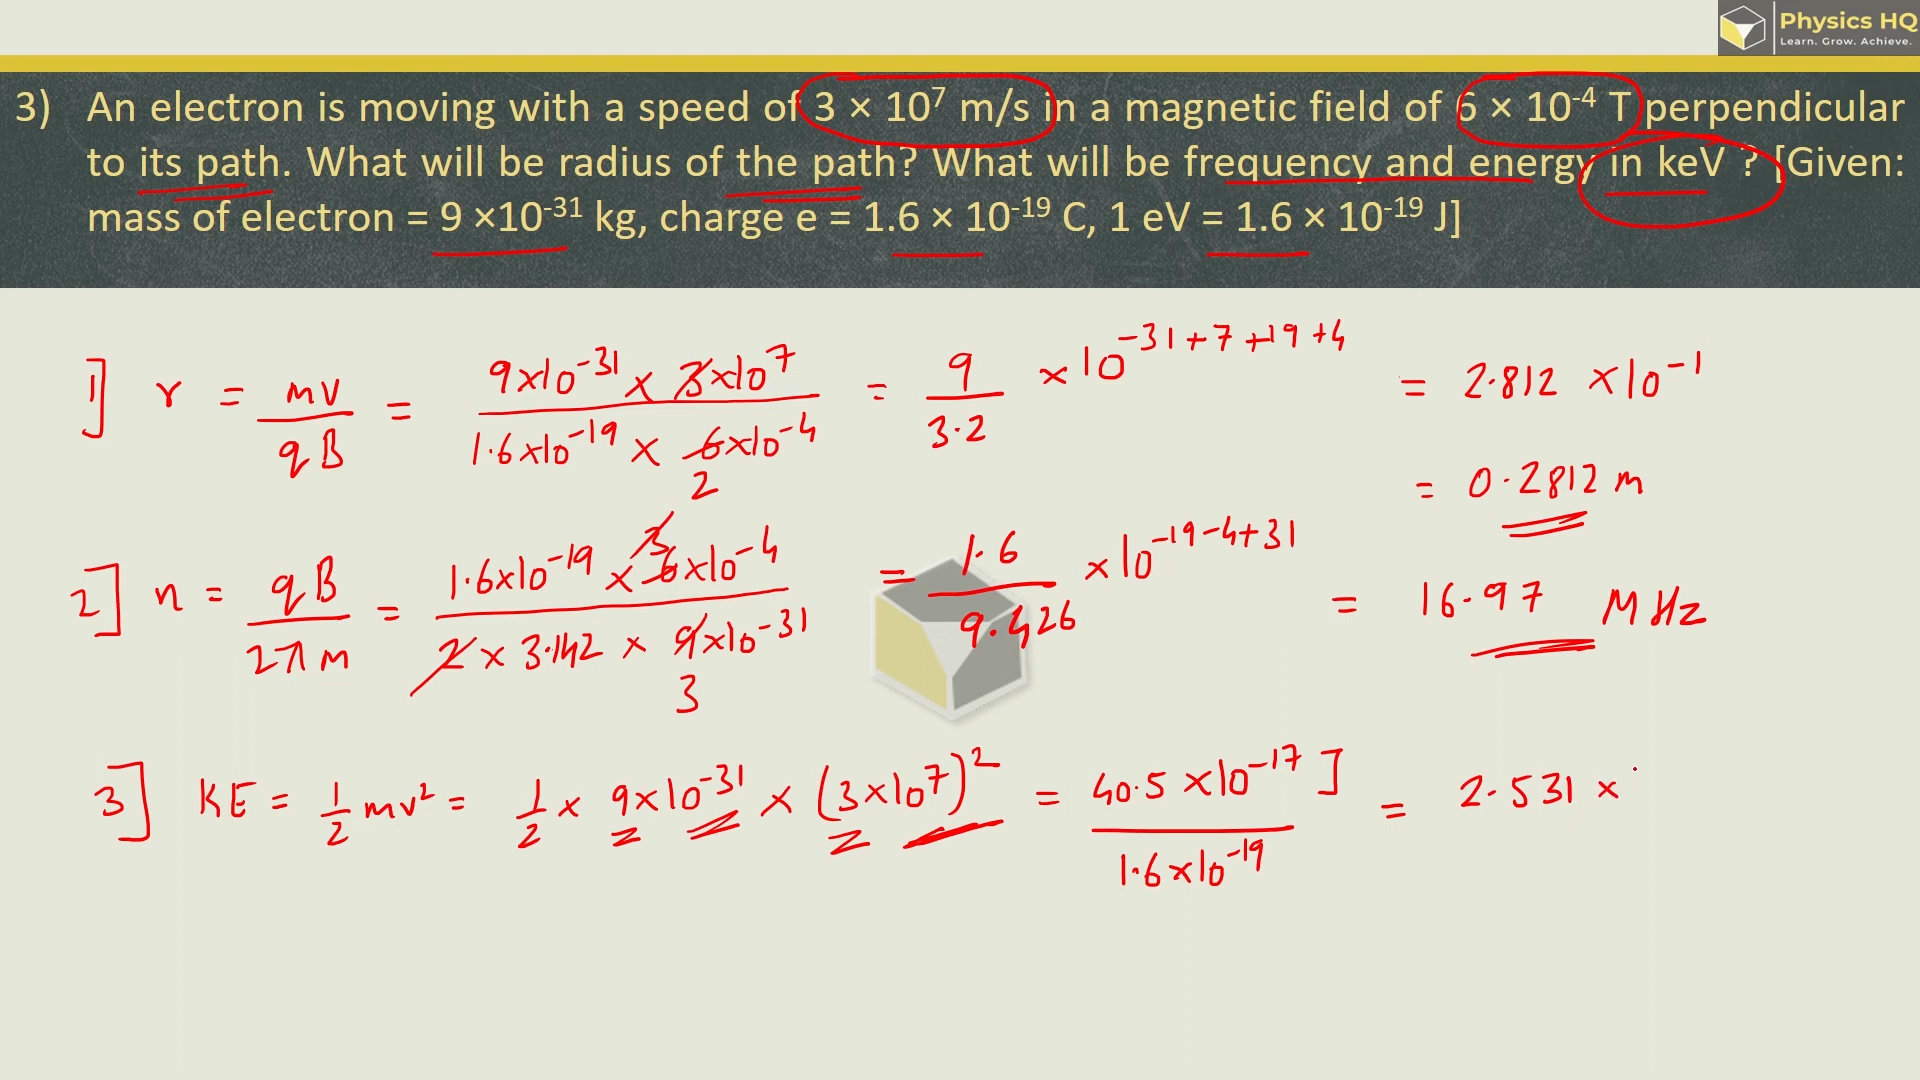 Physics HQ
Learn. Grow. Achieve.
3) An electron is moving with a speed of 3 × 10⁷ m/s in a magnetic field of 6 × 10⁻⁴ T perpendicular
to its path. What will be radius of the path? What will be frequency and energy in keV ? [Given:
mass of electron = 9 ×10⁻³¹ kg, charge e = 1.6 × 10⁻¹⁹ C, 1 eV = 1.6 × 10⁻¹⁹ J]
1] r = mv/qB = 9×10⁻³¹ × 3×10⁷ / 1.6×10⁻¹⁹ × 6×10⁻⁴ = 9/3.2 × 10⁻³¹⁺⁷⁺¹⁹⁺⁴ = 2.812 × 10⁻¹
2
= 0.2812 m
3
2] n = qB/2πm = 1.6×10⁻¹⁹ × 6×10⁻⁴ / 2 × 3.142 × 9×10⁻³¹ = 1.6/9.426 × 10⁻¹⁹⁻⁴⁺³¹ = 16.97 MHz
3
3] KE = 1/2 mv² = 1/2 × 9×10⁻³¹ × (3×10⁷)² = 40.5 × 10⁻¹⁷ J / 1.6×10⁻¹⁹ = 2.531 ×